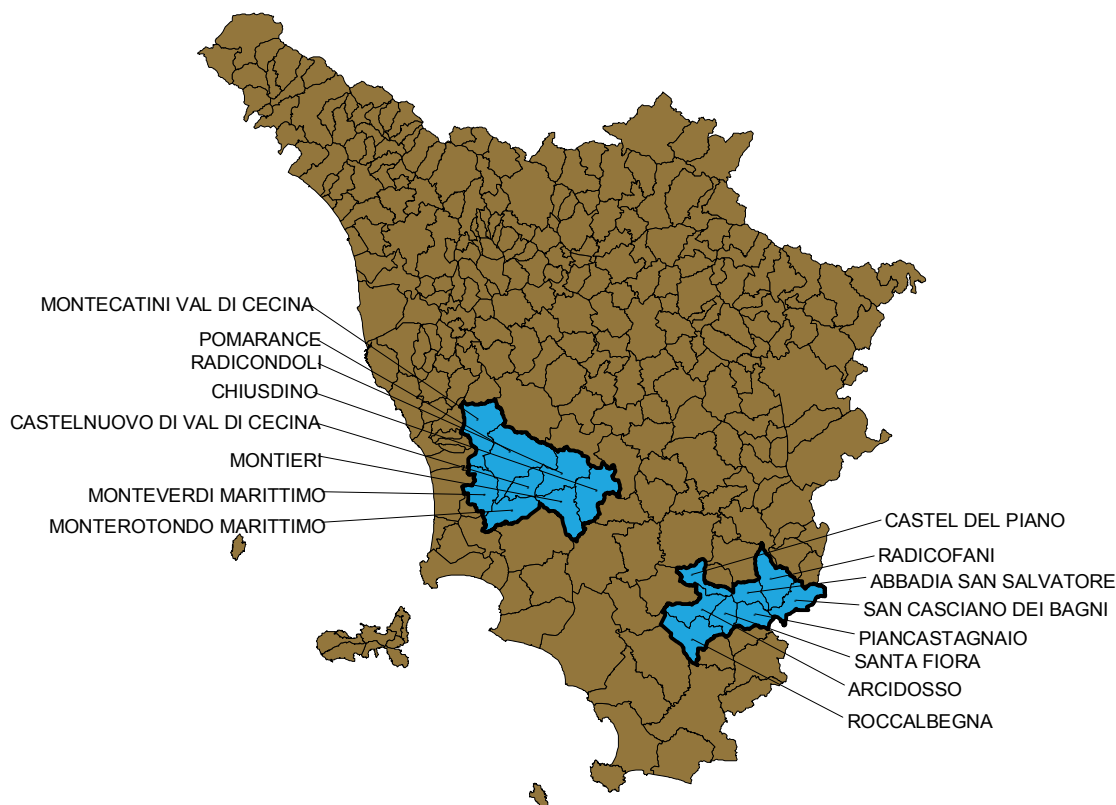 MONTECATINI VAL DI CECINA
POMARANCE
RADICONDOLI
CHIUSDINO
CASTELNUOVO DI VAL DI CECINA
MONTIERI
MONTEVERDI MARITTIMO
MONTEROTONDO MARITTIMO
CASTEL DEL PIANO
RADICOFANI
ABBADIA SAN SALVATORE
SAN CASCIANO DEI BAGNI
PIANCASTAGNAIO
SANTA FIORA
ARCIDOSSO
ROCCALBEGNA